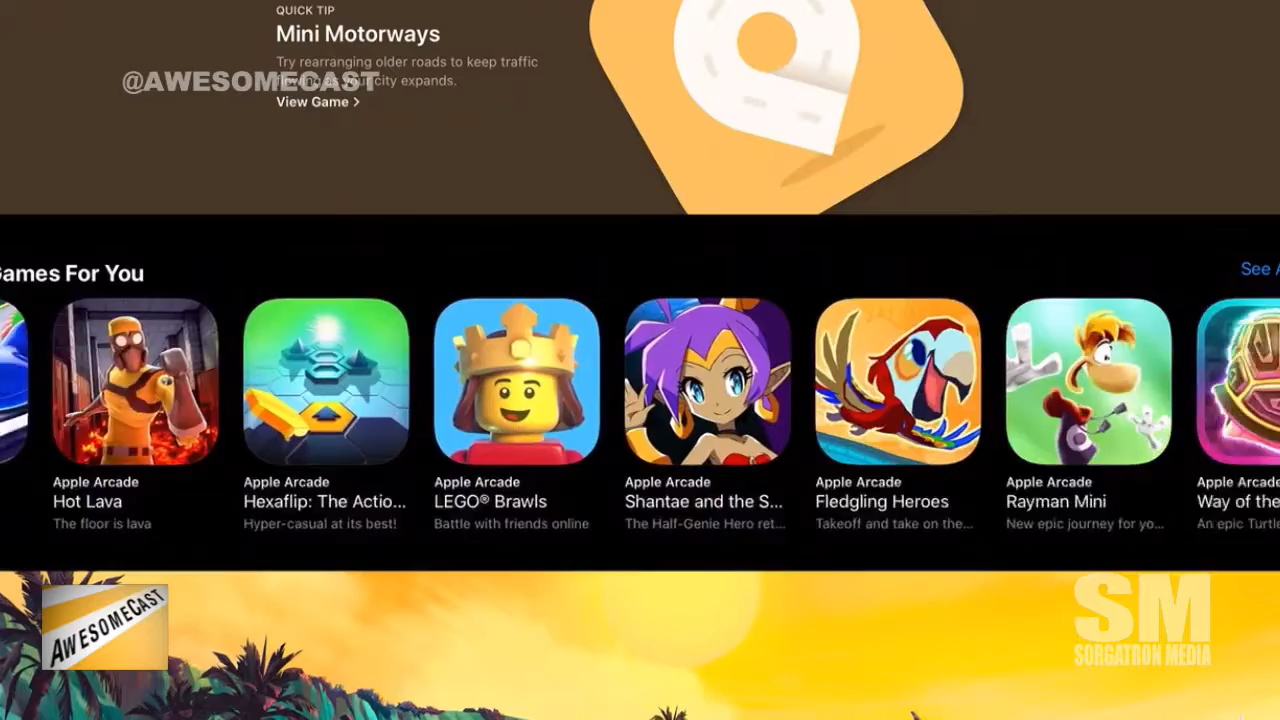 QUICK TIP
Mini Motorways
Try rearranging older roads to keep traffic
flowing as your city expands.
@AWESOMECAST
View Game >
Games For You
See A
Apple Arcade
Hot Lava
The floor is lava
Apple Arcade
Hexaflip: The Actio...
Hyper-casual at its best!
Apple Arcade
LEGO® Brawls
Battle with friends online
Apple Arcade
Shantae and the S...
The Half-Genie Hero ret...
Apple Arcade
Fledgling Heroes
Takeoff and take on the...
Apple Arcade
Rayman Mini
New epic journey for yo...
Apple Arcade
Way of the
An epic Turtle
AWESOMECAST
SM
SORGATRON MEDIA